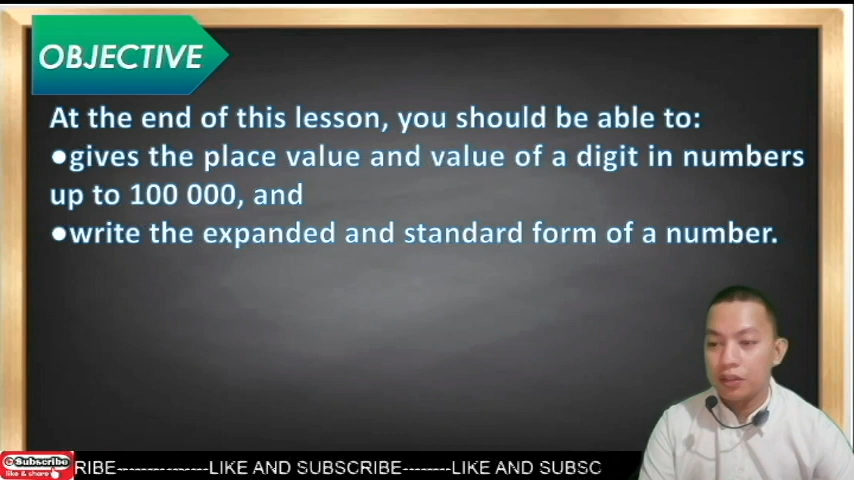 OBJECTIVE
At the end of this lesson, you should be able to:
●gives the place value and value of a digit in numbers
up to 100 000, and
●write the expanded and standard form of a number.
Subscribe
like & share
RIBE---------------LIKE AND SUBSCRIBE--------LIKE AND SUBSC